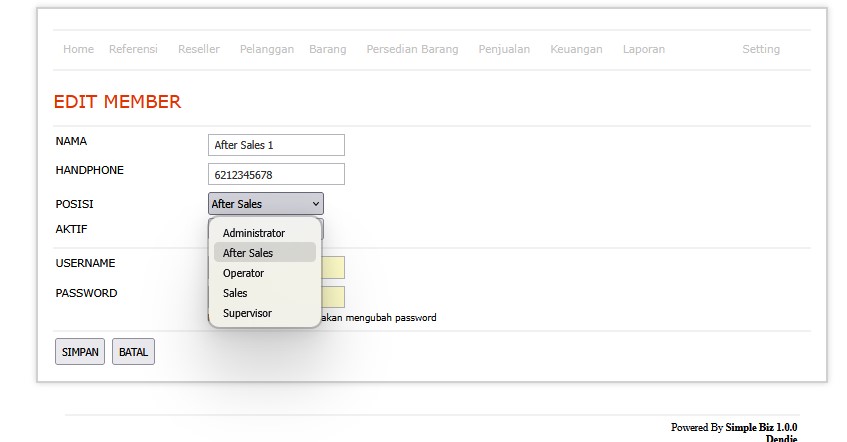 Home Referensi Reseller Pelanggan Barang Persedian Barang Penjualan Keuangan Laporan Setting
EDIT MEMBER
NAMA After Sales 1
HANDPHONE 6212345678
POSISI After Sales
AKTIF
Administrator
After Sales
Operator
Sales
Supervisor
USERNAME
PASSWORD
akan mengubah password
SIMPAN BATAL
Powered By Simple Biz 1.0.0
Dendie